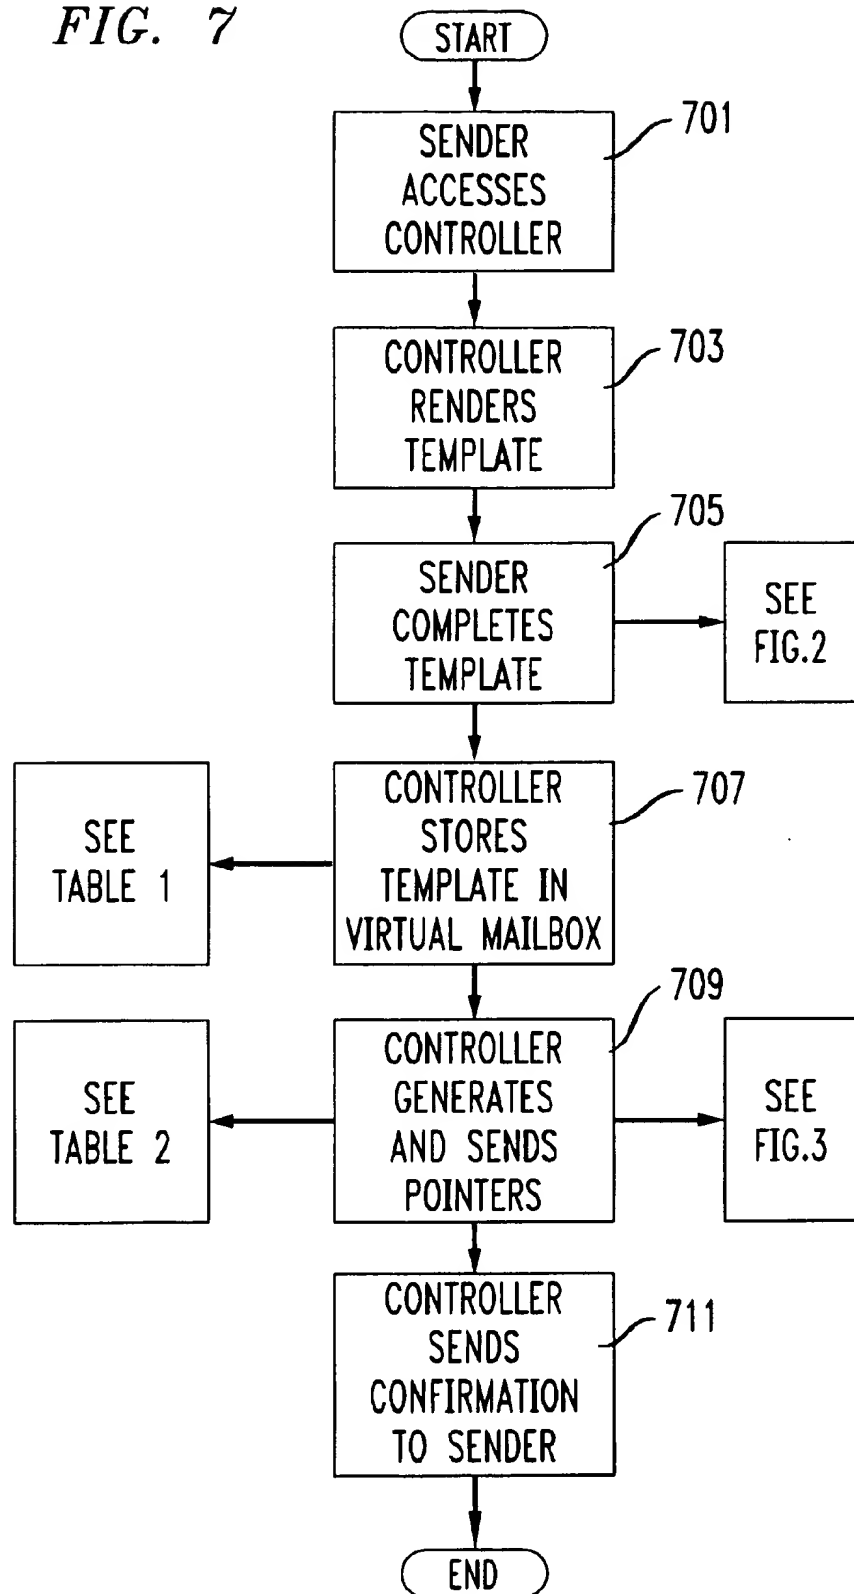 FIG. 7
START
701
SENDER
ACCESSES
CONTROLLER
703
CONTROLLER
RENDERS
TEMPLATE
705
SENDER
COMPLETES
TEMPLATE
SEE
FIG.2
707
CONTROLLER
STORES
TEMPLATE IN
VIRTUAL MAILBOX
SEE
TABLE 1
709
CONTROLLER
GENERATES
AND SENDS
POINTERS
SEE
TABLE 2
SEE
FIG.3
711
CONTROLLER
SENDS
CONFIRMATION
TO SENDER
END